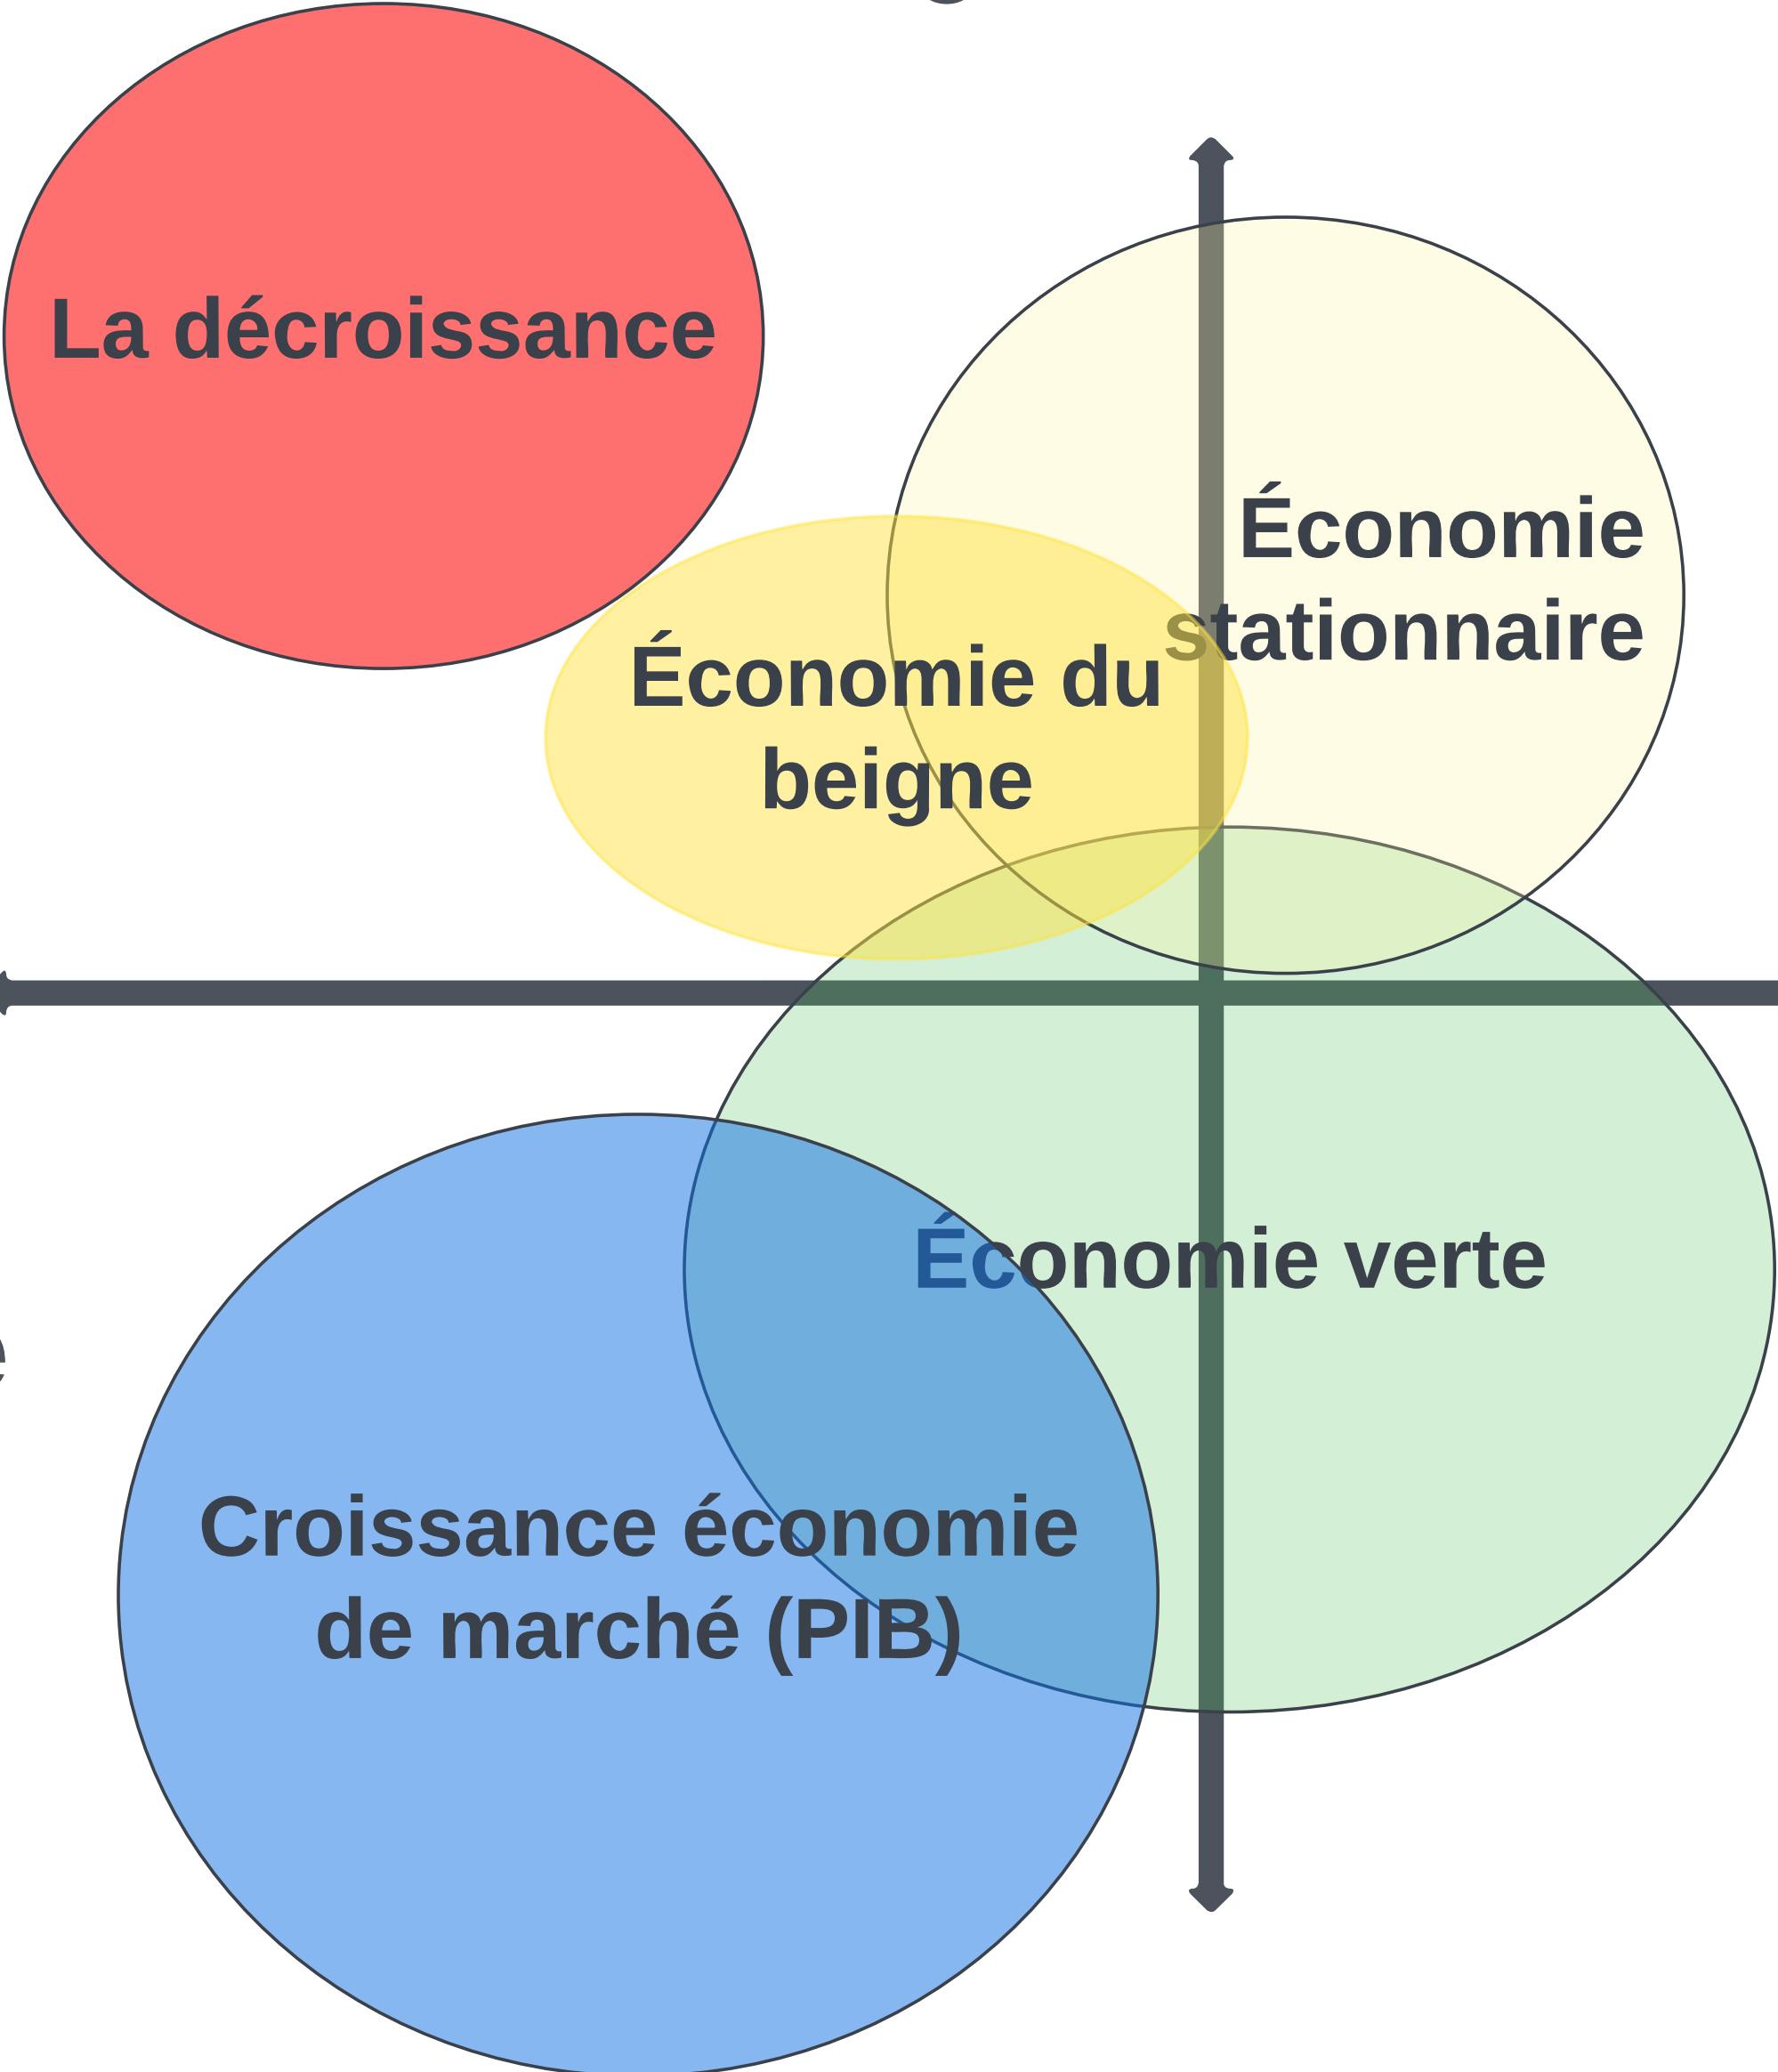 La décroissance
Économie
stationnaire
Économie du
beigne
Économie verte
Croissance économie
de marché (PIB)